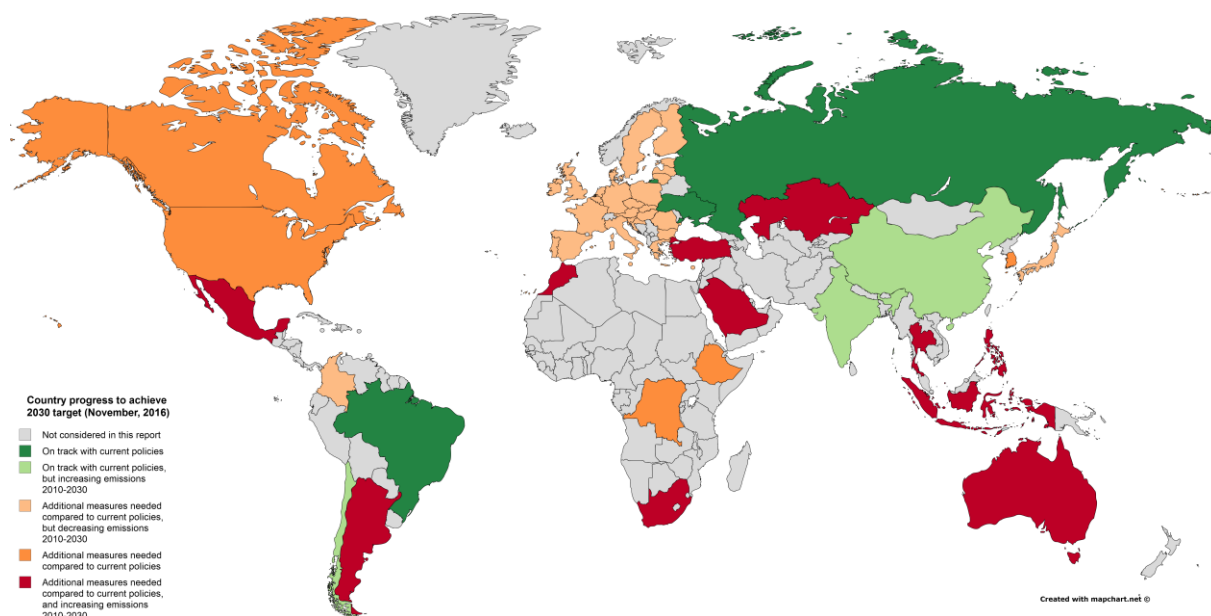 Country progress to achieve
2030 target (November, 2016)
Not considered in this report
On track with current policies
On track with current policies,
but increasing emissions
2010-2030
Additional measures needed
compared to current policies,
but decreasing emissions
2010-2030
Additional measures needed
compared to current policies
Additional measures needed
compared to current policies,
and increasing emissions
2010-2030
Created with mapchart.net ©